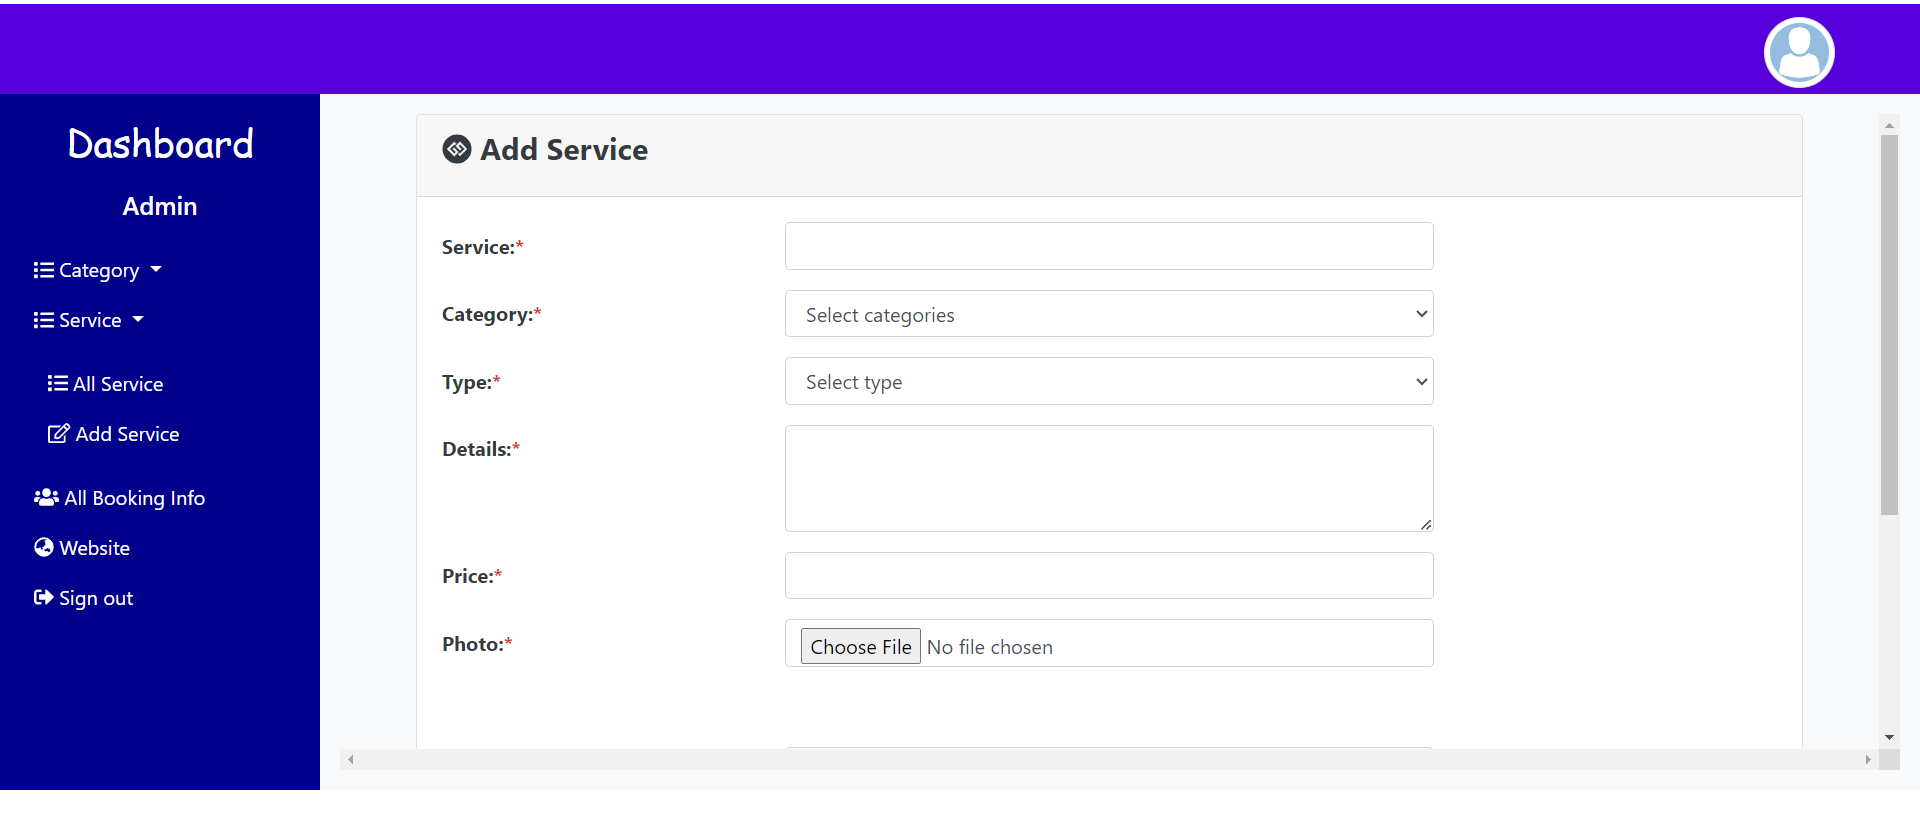 Dashboard
Admin
Category
Service
All Service
Add Service
All Booking Info
Website
Sign out
Add Service
Service:*
Category:*
Select categories
Type:*
Select type
Details:*
Price:*
Photo:*
Choose File No file chosen